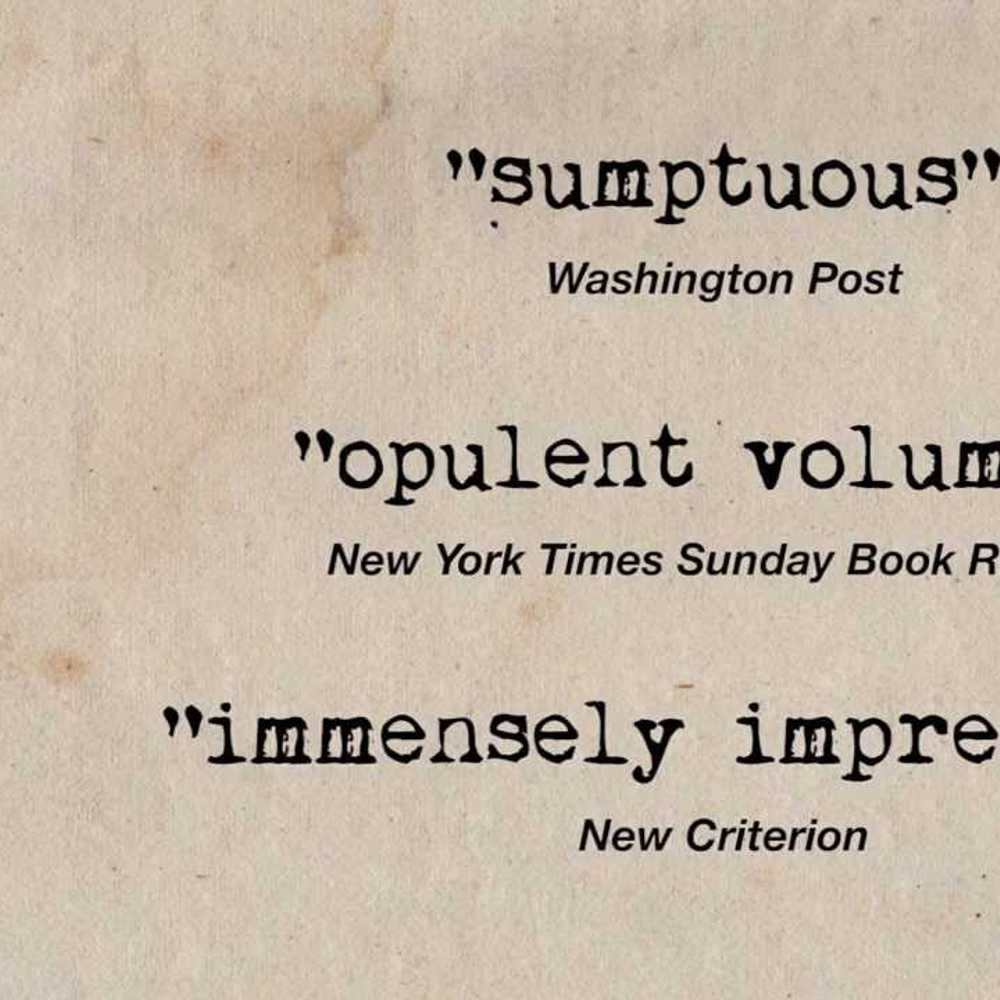 "sumptuous"
Washington Post
"opulent volum
New York Times Sunday Book R
"immensely impre
New Criterion